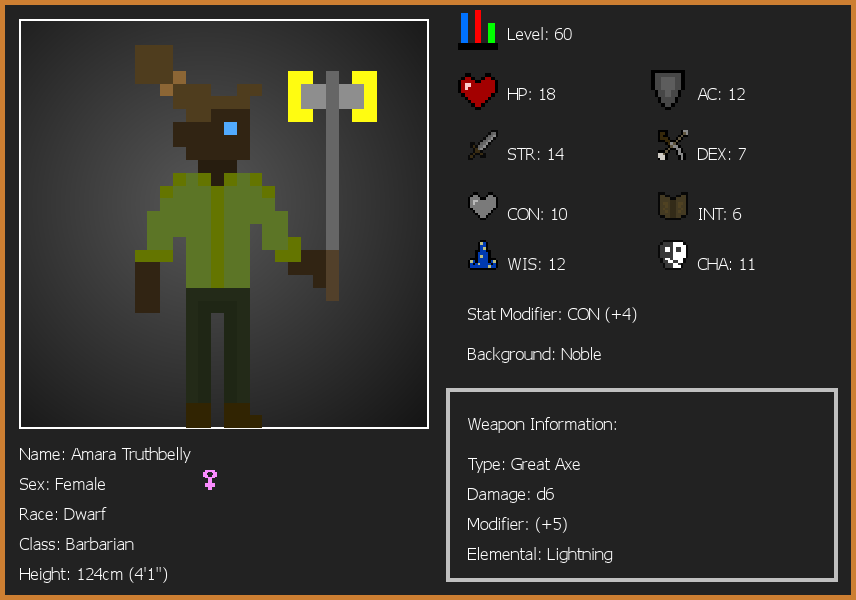 Level: 60
HP: 18
AC: 12
STR: 14
DEX: 7
CON: 10
INT: 6
WIS: 12
CHA: 11
Stat Modifier: CON (+4)
Background: Noble
Weapon Information:
Type: Great Axe
Damage: d6
Modifier: (+5)
Elemental: Lightning
Name: Amara Truthbelly
Sex: Female
Race: Dwarf
Class: Barbarian
Height: 124cm (4'1")